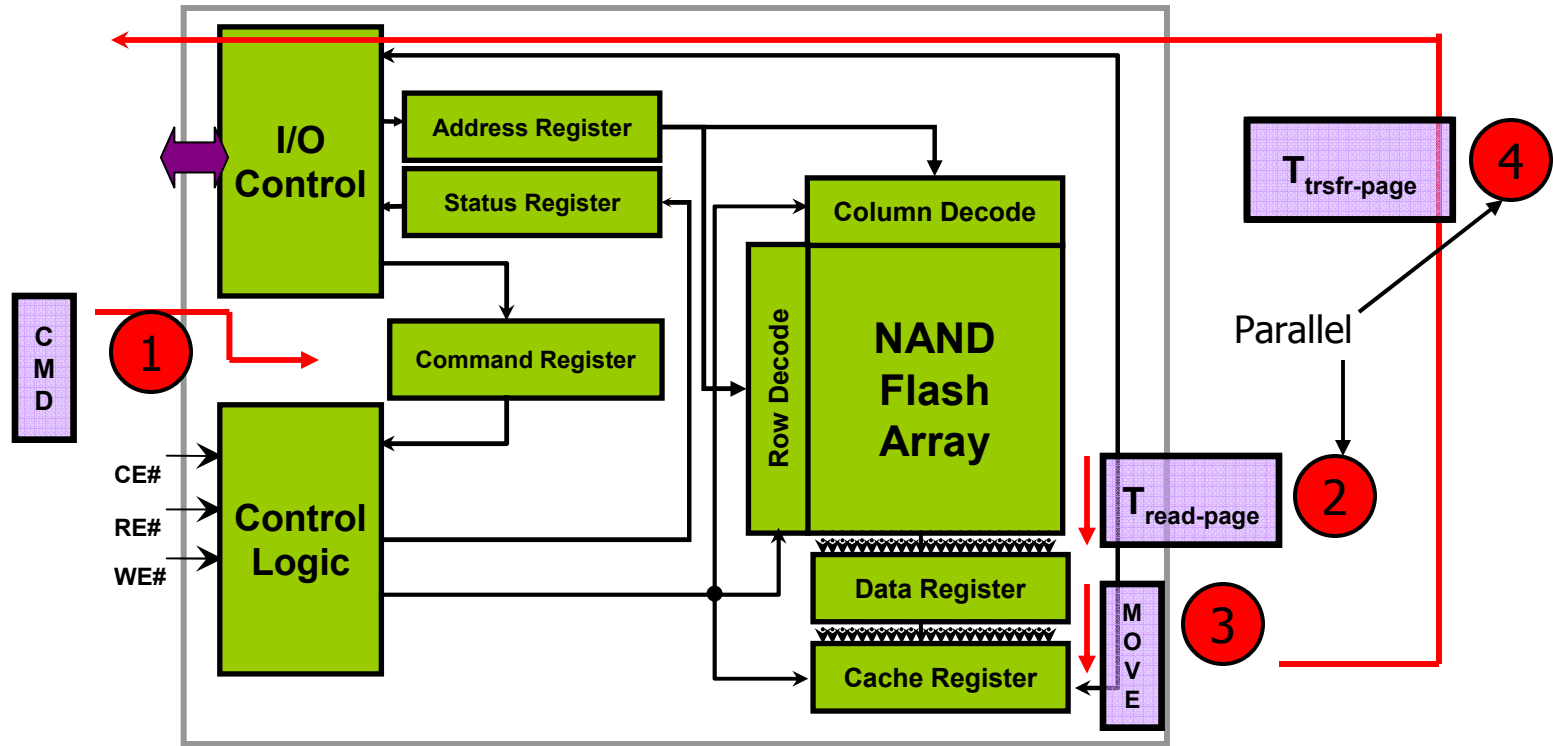 I/O
Control
Address Register
Status Register
Column Decode
T trsfr-page
4
Parallel
C
M
D
1
Command Register
Row Decode
NAND
Flash
Array
CE#
RE#
WE#
Control
Logic
T read-page
2
Data Register
Cache Register
M
O
V
E
3